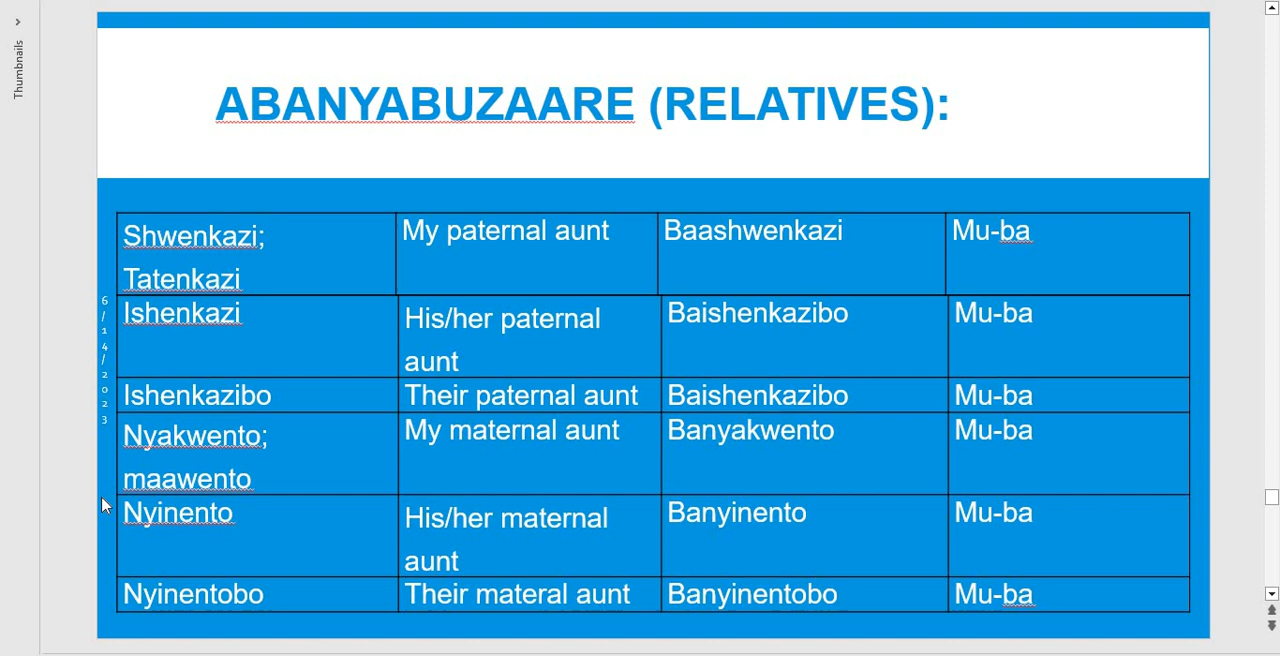 Thumbnails
ABANYABUZAARE (RELATIVES):
Shwenkazi; My paternal aunt Baashwenkazi Mu-ba
Tatenkazi
Ishenkazi His/her paternal Baishenkazibo Mu-ba
aunt
Ishenkazibo Their paternal aunt Baishenkazibo Mu-ba
Nyakwento; My maternal aunt Banyakwento Mu-ba
maawento
Nyinento His/her maternal Banyinento Mu-ba
aunt
Nyinentobo Their materal aunt Banyinentobo Mu-ba
6/14/2023